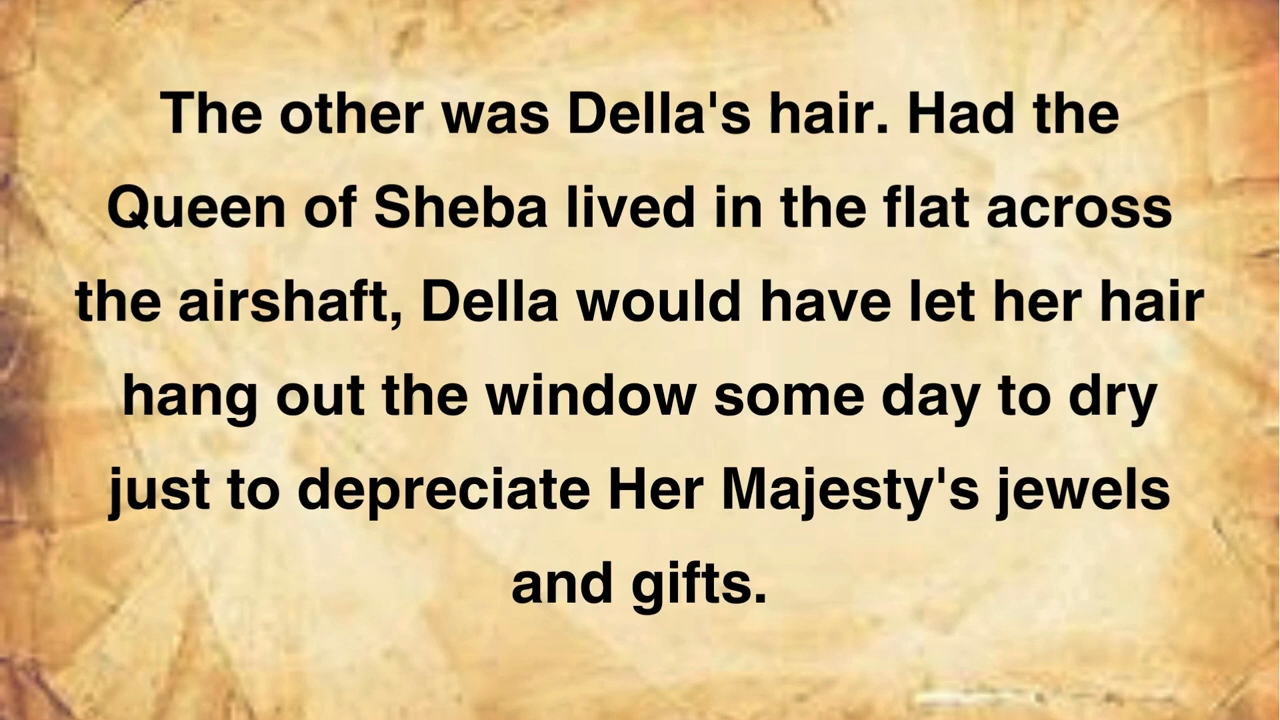 The other was Della's hair. Had the
Queen of Sheba lived in the flat across
the airshaft, Della would have let her hair
hang out the window some day to dry
just to depreciate Her Majesty's jewels
and gifts.